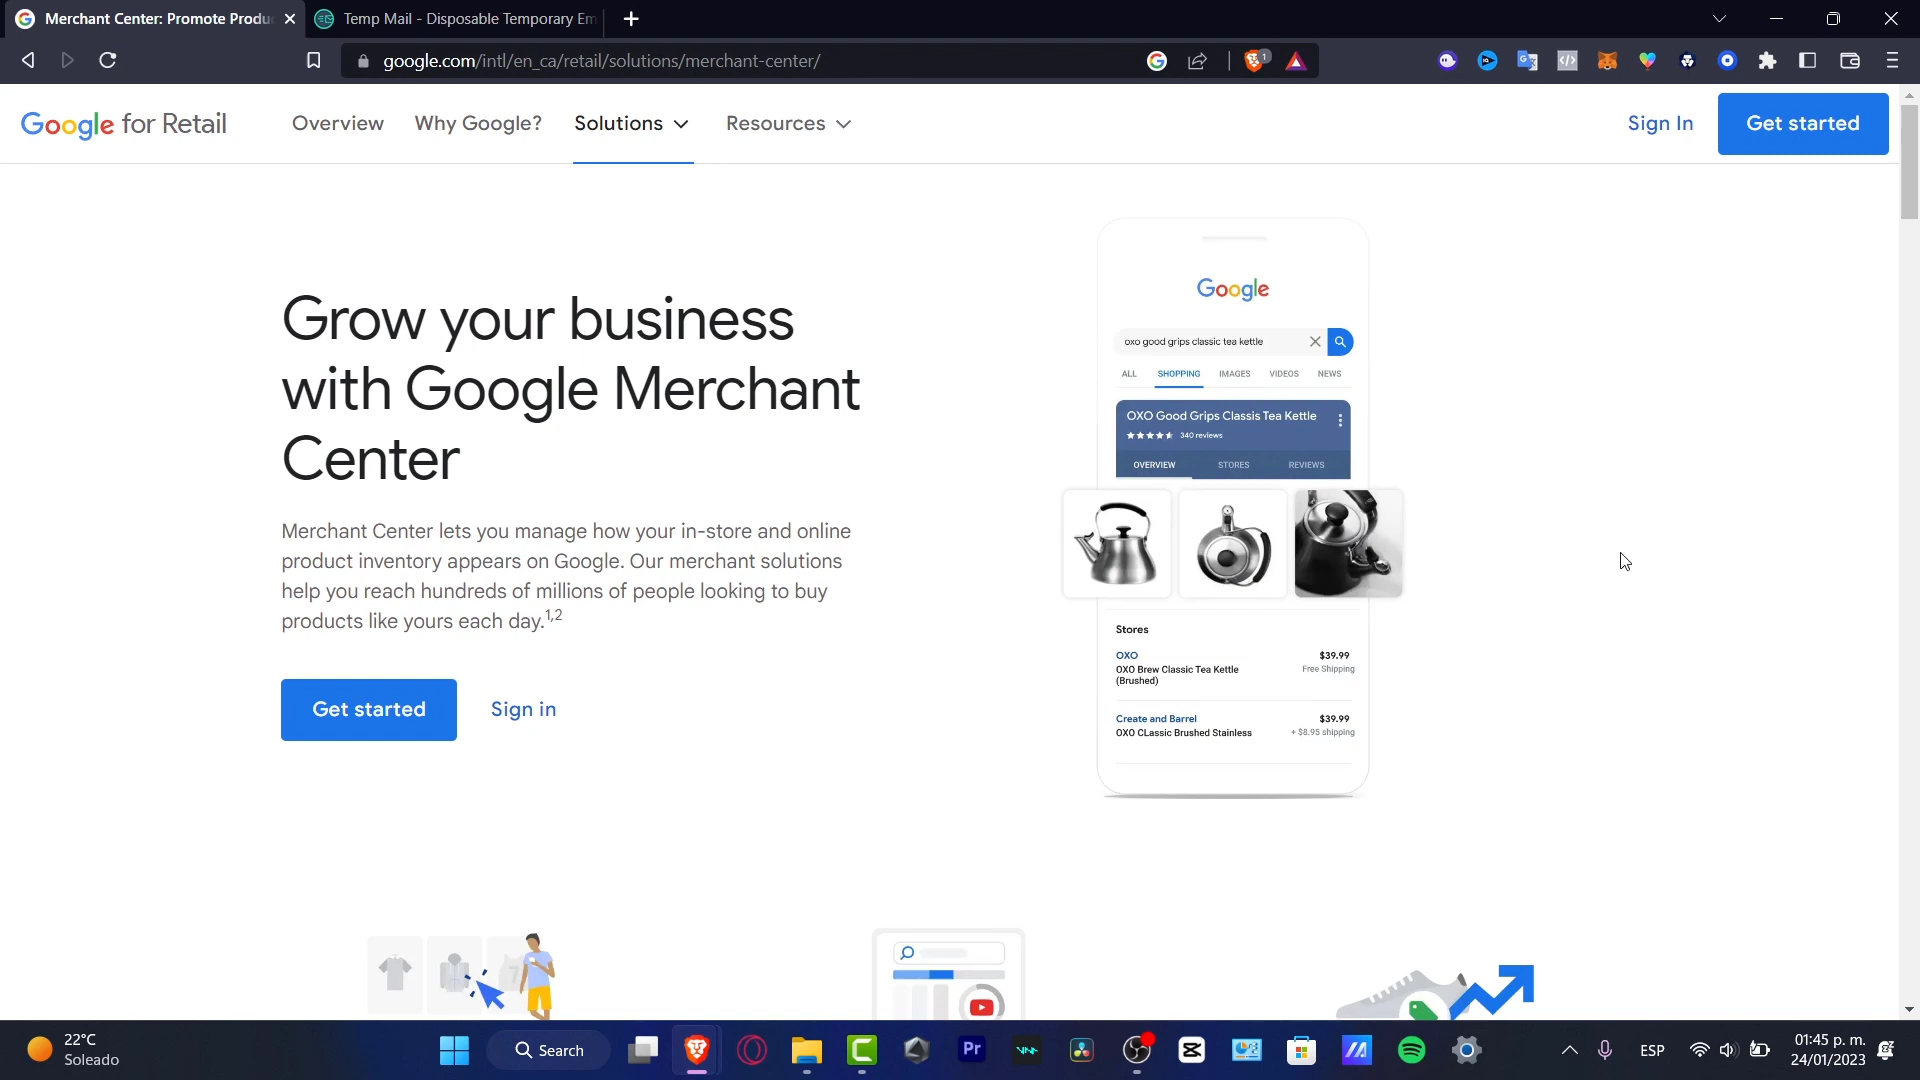 Merchant Center: Promote Produ
Temp Mail - Disposable Temporary Em
google.com/intl/en_ca/retail/solutions/merchant-center/
1
Google for Retail
Overview
Why Google?
Solutions
Resources
Sign In
Get started
Grow your business
with Google Merchant
Center
Merchant Center lets you manage how your in-store and online
product inventory appears on Google. Our merchant solutions
help you reach hundreds of millions of people looking to buy
products like yours each day.1,2
Get started
Sign in
Google
oxo good grips classic tea kettle
ALL SHOPPING IMAGES VIDEOS NEWS
OXO Good Grips Classis Tea Kettle
340 reviews
OVERVIEW STORES REVIEWS
Stores
OXO $39.99
OXO Brew Classic Tea Kettle Free Shipping
(Brushed)
Create and Barrel $39.99
OXO CLassic Brushed Stainless + $8.95 shipping
22°C
Soleado
Search
Pr
ESP
01:45 p. m.
24/01/2023